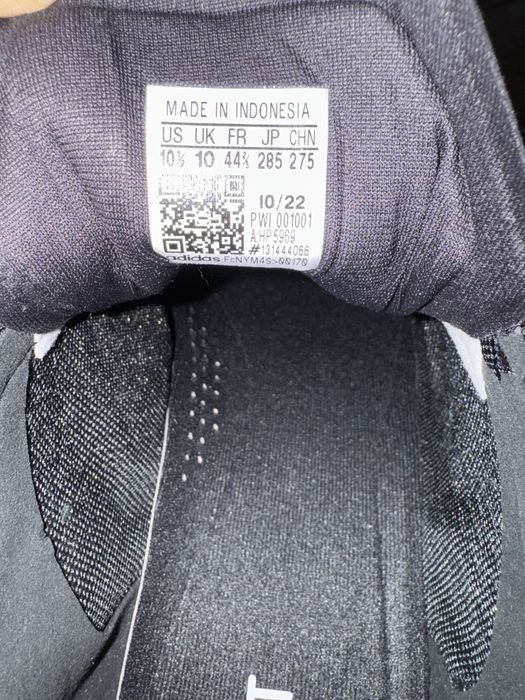 MADE IN INDONESIA
US UK FR JP CHN
10½ 10 44⅔ 285 275
10/22
PWI 001001
A:HP5969
#131444066
adidas FcNYM4S>00170